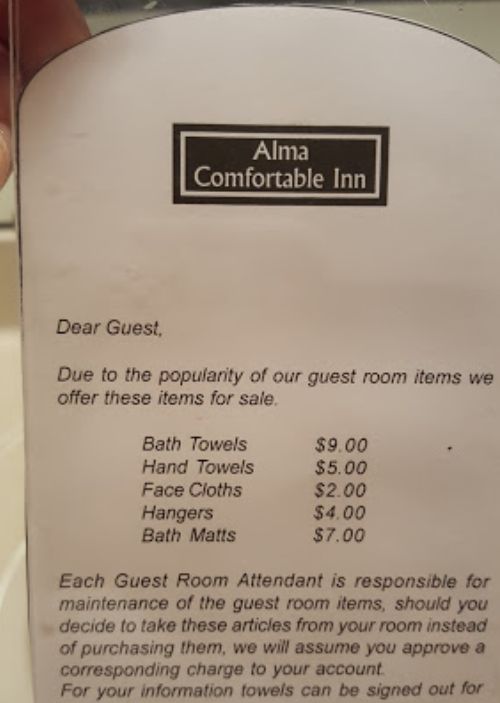 Alma
Comfortable Inn
Dear Guest,
Due to the popularity of our guest room items we
offer these items for sale.
Bath Towels $9.00
Hand Towels $5.00
Face Cloths $2.00
Hangers $4.00
Bath Matts $7.00
Each Guest Room Attendant is responsible for
maintenance of the guest room items, should you
decide to take these articles from your room instead
of purchasing them, we will assume you approve a
corresponding charge to your account.
For your information towels can be signed out for